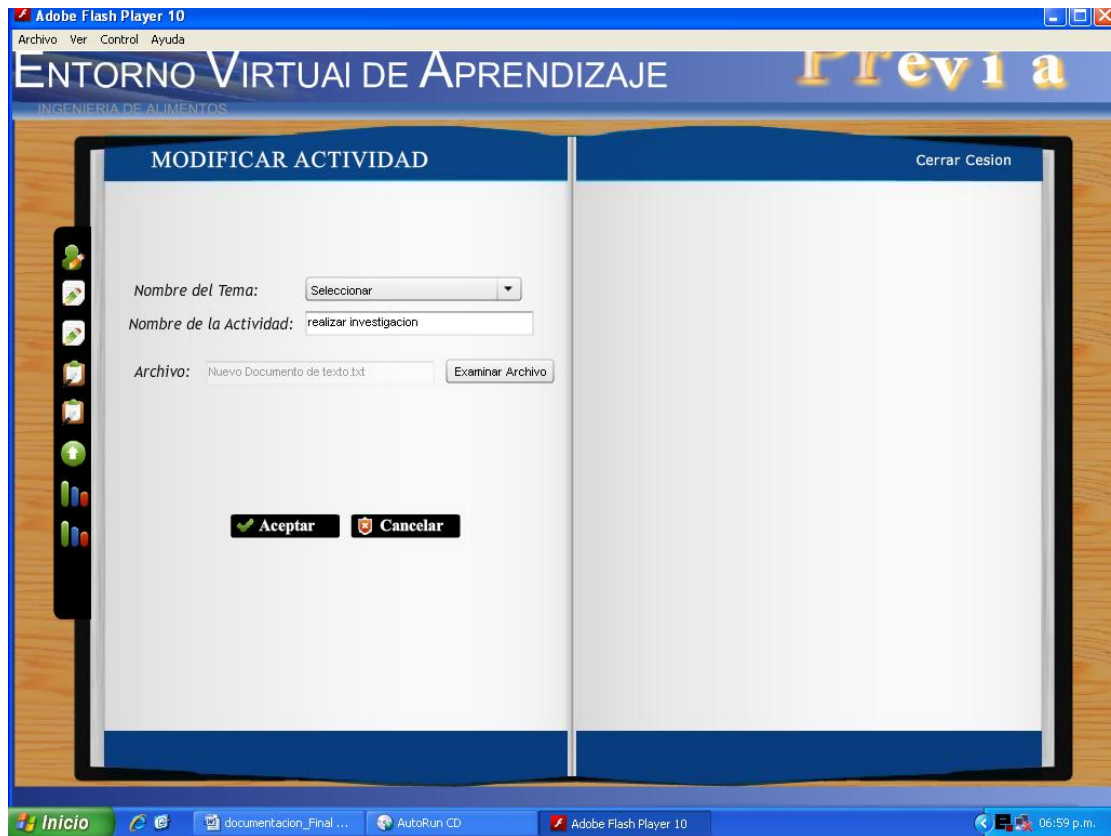 Adobe Flash Player 10
Archivo Ver Control Ayuda
ENTORNO VIRTUAl DE APRENDIZAJE
Previa
INGENIERIA DE ALIMENTOS
MODIFICAR ACTIVIDAD
Cerrar Cesion
Nombre del Tema: Seleccionar
Nombre de la Actividad: realizar investigacion
Archivo: Nuevo Documento de texto.txt Examinar Archivo
Aceptar Cancelar
Inicio documentacion_Final ... AutoRun CD Adobe Flash Player 10 06:59 p.m.